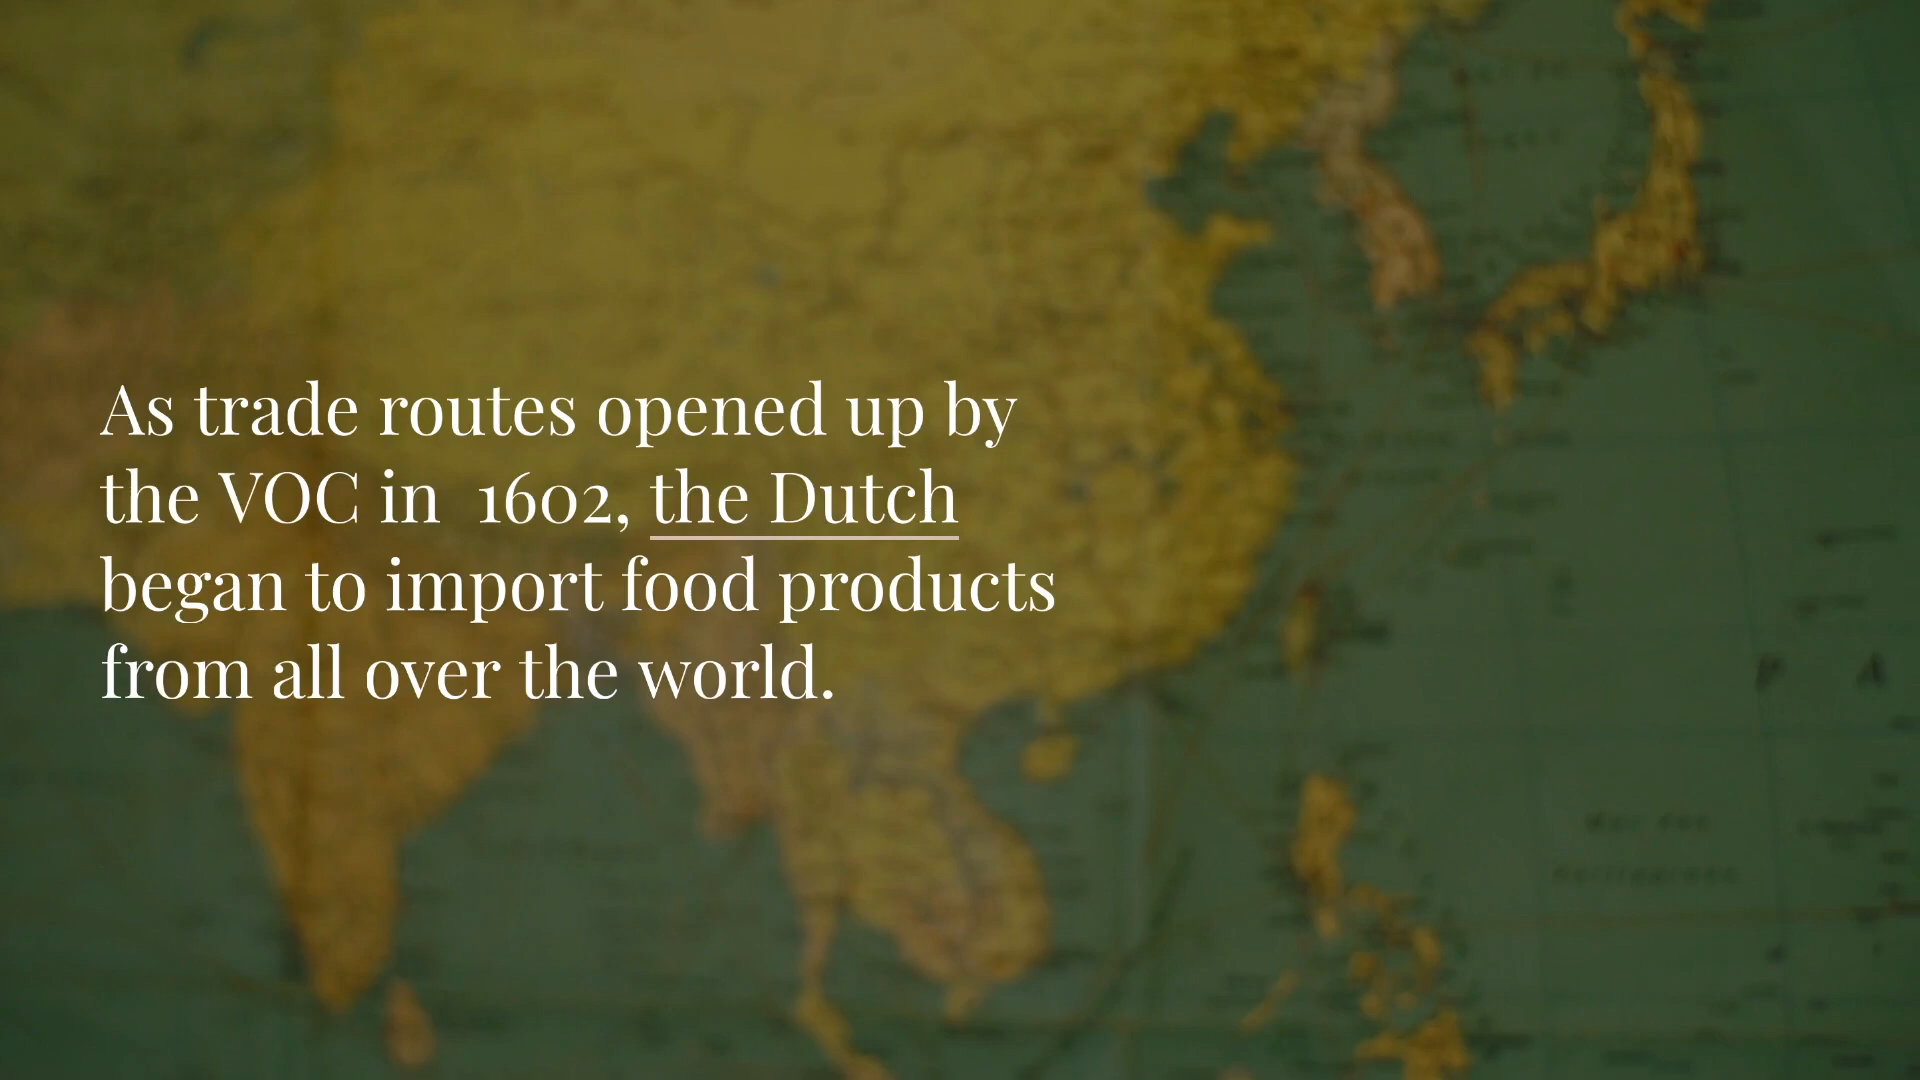 As trade routes opened up by
the VOC in  1602, the Dutch
began to import food products
from all over the world.
P A